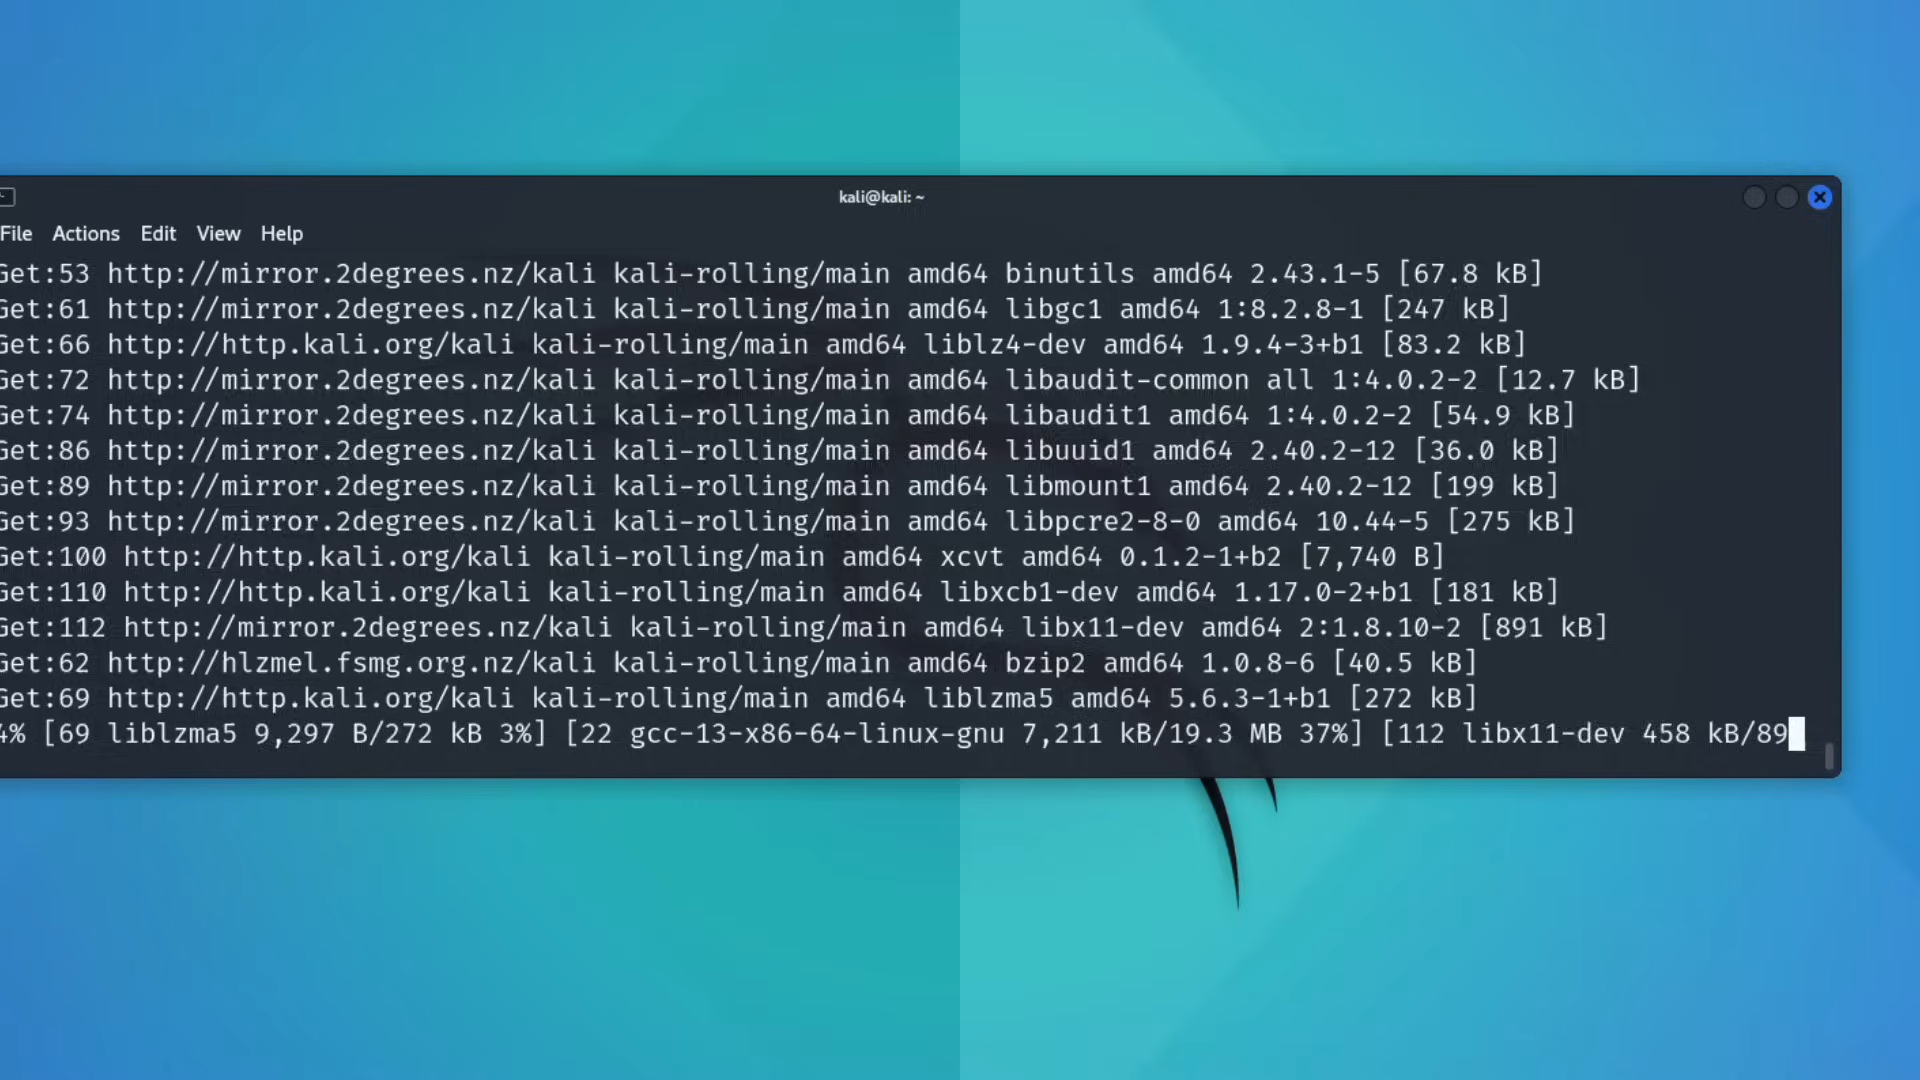 kali@kali: ~
File Actions Edit View Help
Get:53 http://mirror.2degrees.nz/kali kali-rolling/main amd64 binutils amd64 2.43.1-5 [67.8 kB]
Get:61 http://mirror.2degrees.nz/kali kali-rolling/main amd64 libgc1 amd64 1:8.2.8-1 [247 kB]
Get:66 http://http.kali.org/kali kali-rolling/main amd64 liblz4-dev amd64 1.9.4-3+b1 [83.2 kB]
Get:72 http://mirror.2degrees.nz/kali kali-rolling/main amd64 libaudit-common all 1:4.0.2-2 [12.7 kB]
Get:74 http://mirror.2degrees.nz/kali kali-rolling/main amd64 libaudit1 amd64 1:4.0.2-2 [54.9 kB]
Get:86 http://mirror.2degrees.nz/kali kali-rolling/main amd64 libuuid1 amd64 2.40.2-12 [36.0 kB]
Get:89 http://mirror.2degrees.nz/kali kali-rolling/main amd64 libmount1 amd64 2.40.2-12 [199 kB]
Get:93 http://mirror.2degrees.nz/kali kali-rolling/main amd64 libpcre2-8-0 amd64 10.44-5 [275 kB]
Get:100 http://http.kali.org/kali kali-rolling/main amd64 xcvt amd64 0.1.2-1+b2 [7,740 B]
Get:110 http://http.kali.org/kali kali-rolling/main amd64 libxcb1-dev amd64 1.17.0-2+b1 [181 kB]
Get:112 http://mirror.2degrees.nz/kali kali-rolling/main amd64 libx11-dev amd64 2:1.8.10-2 [891 kB]
Get:62 http://hlzmel.fsmg.org.nz/kali kali-rolling/main amd64 bzip2 amd64 1.0.8-6 [40.5 kB]
Get:69 http://http.kali.org/kali kali-rolling/main amd64 liblzma5 amd64 5.6.3-1+b1 [272 kB]
4% [69 liblzma5 9,297 B/272 kB 3%] [22 gcc-13-x86-64-linux-gnu 7,211 kB/19.3 MB 37%] [112 libx11-dev 458 kB/89